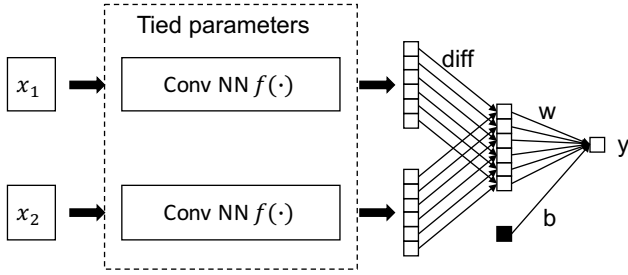 Tied parameters
x₁
Conv NN f(·)
diff
w
y
x₂
Conv NN f(·)
b